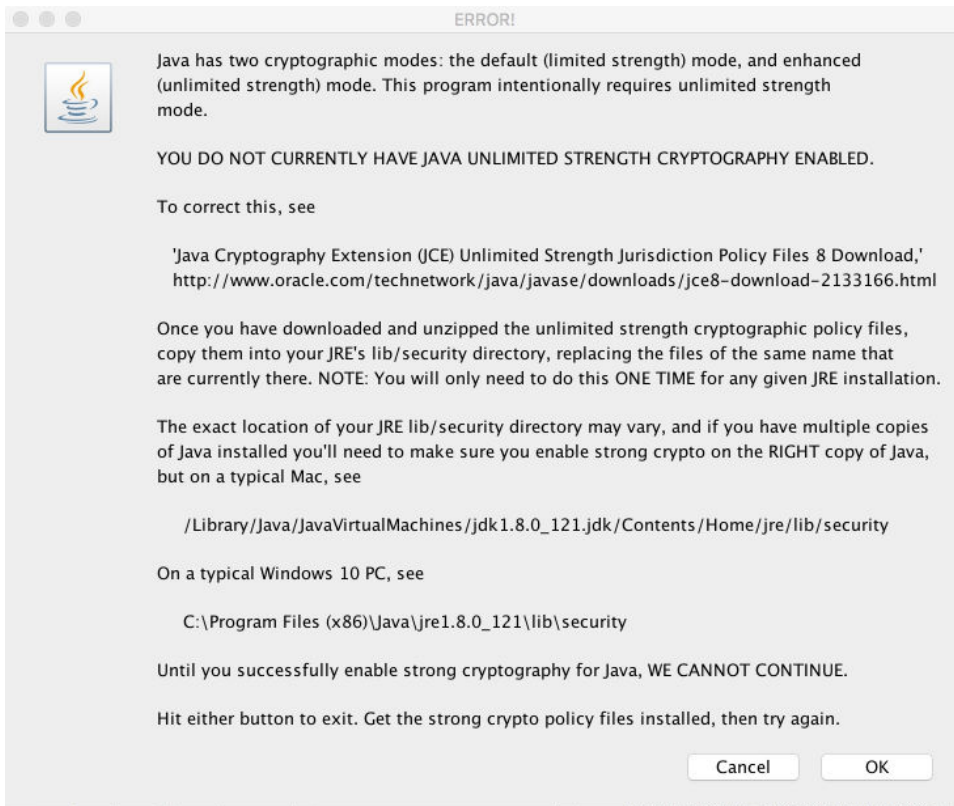 ERROR!
Java has two cryptographic modes: the default (limited strength) mode, and enhanced
(unlimited strength) mode. This program intentionally requires unlimited strength
mode.
YOU DO NOT CURRENTLY HAVE JAVA UNLIMITED STRENGTH CRYPTOGRAPHY ENABLED.
To correct this, see
'Java Cryptography Extension (JCE) Unlimited Strength Jurisdiction Policy Files 8 Download,'
http://www.oracle.com/technetwork/java/javase/downloads/jce8-download-2133166.html
Once you have downloaded and unzipped the unlimited strength cryptographic policy files,
copy them into your JRE's lib/security directory, replacing the files of the same name that
are currently there. NOTE: You will only need to do this ONE TIME for any given JRE installation.
The exact location of your JRE lib/security directory may vary, and if you have multiple copies
of Java installed you'll need to make sure you enable strong crypto on the RIGHT copy of Java,
but on a typical Mac, see
/Library/Java/JavaVirtualMachines/jdk1.8.0_121.jdk/Contents/Home/jre/lib/security
On a typical Windows 10 PC, see
C:\Program Files (x86)\Java\jre1.8.0_121\lib\security
Until you successfully enable strong cryptography for Java, WE CANNOT CONTINUE.
Hit either button to exit. Get the strong crypto policy files installed, then try again.
Cancel OK